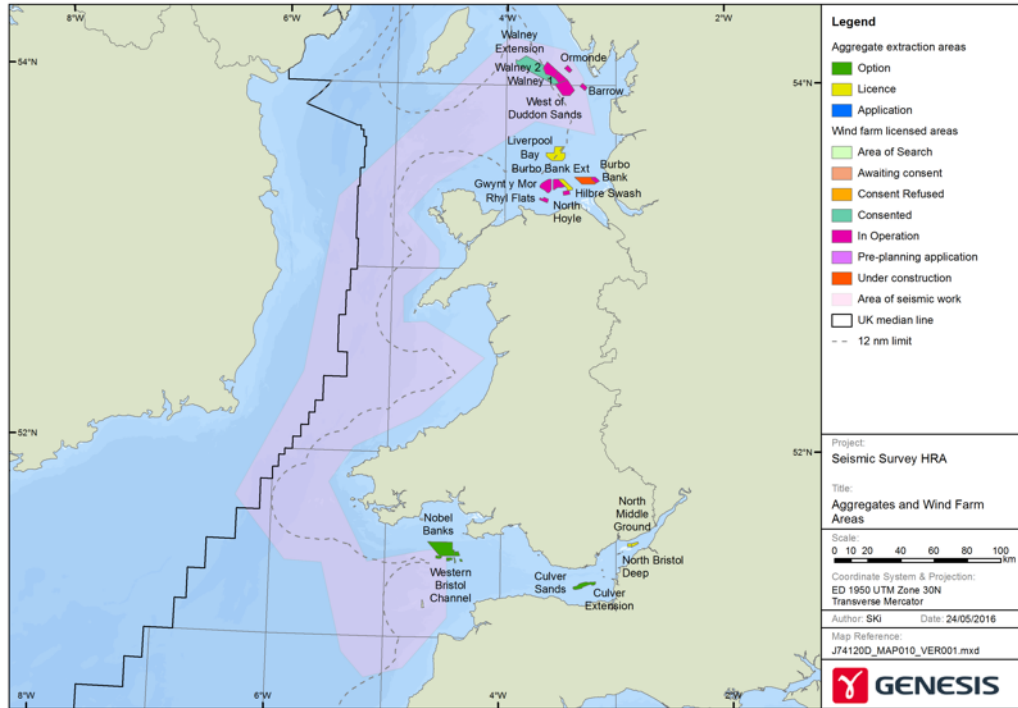 8°W
6°W
4°W
2°W
54°N
54°N
Walney
Extension
Ormonde
Walney 2
Walney 1
Barrow
West of
Duddon Sands
Liverpool
Bay
Burbo Bank Ext
Burbo
Bank
Gwynt y Mor
Hilbre Swash
Rhyl Flats
North
Hoyle
52°N
52°N
Nobel
Banks
North
Middle
Ground
Western
Bristol
Channel
Culver
Sands
Culver
Extension
North Bristol
Deep
8°W
6°W
4°W
2°W
Legend
Aggregate extraction areas
Option
Licence
Application
Wind farm licensed areas
Area of Search
Awaiting consent
Consent Refused
Consented
In Operation
Pre-planning application
Under construction
Area of seismic work
UK median line
12 nm limit
Project:
Seismic Survey HRA
Title:
Aggregates and Wind Farm
Areas
Scale:
0 10 20 40 60 80 100
km
Coordinate System & Projection:
ED 1950 UTM Zone 30N
Transverse Mercator
Author: SKi Date: 24/05/2016
Map Reference:
J74120D_MAP010_VER001.mxd
GENESIS